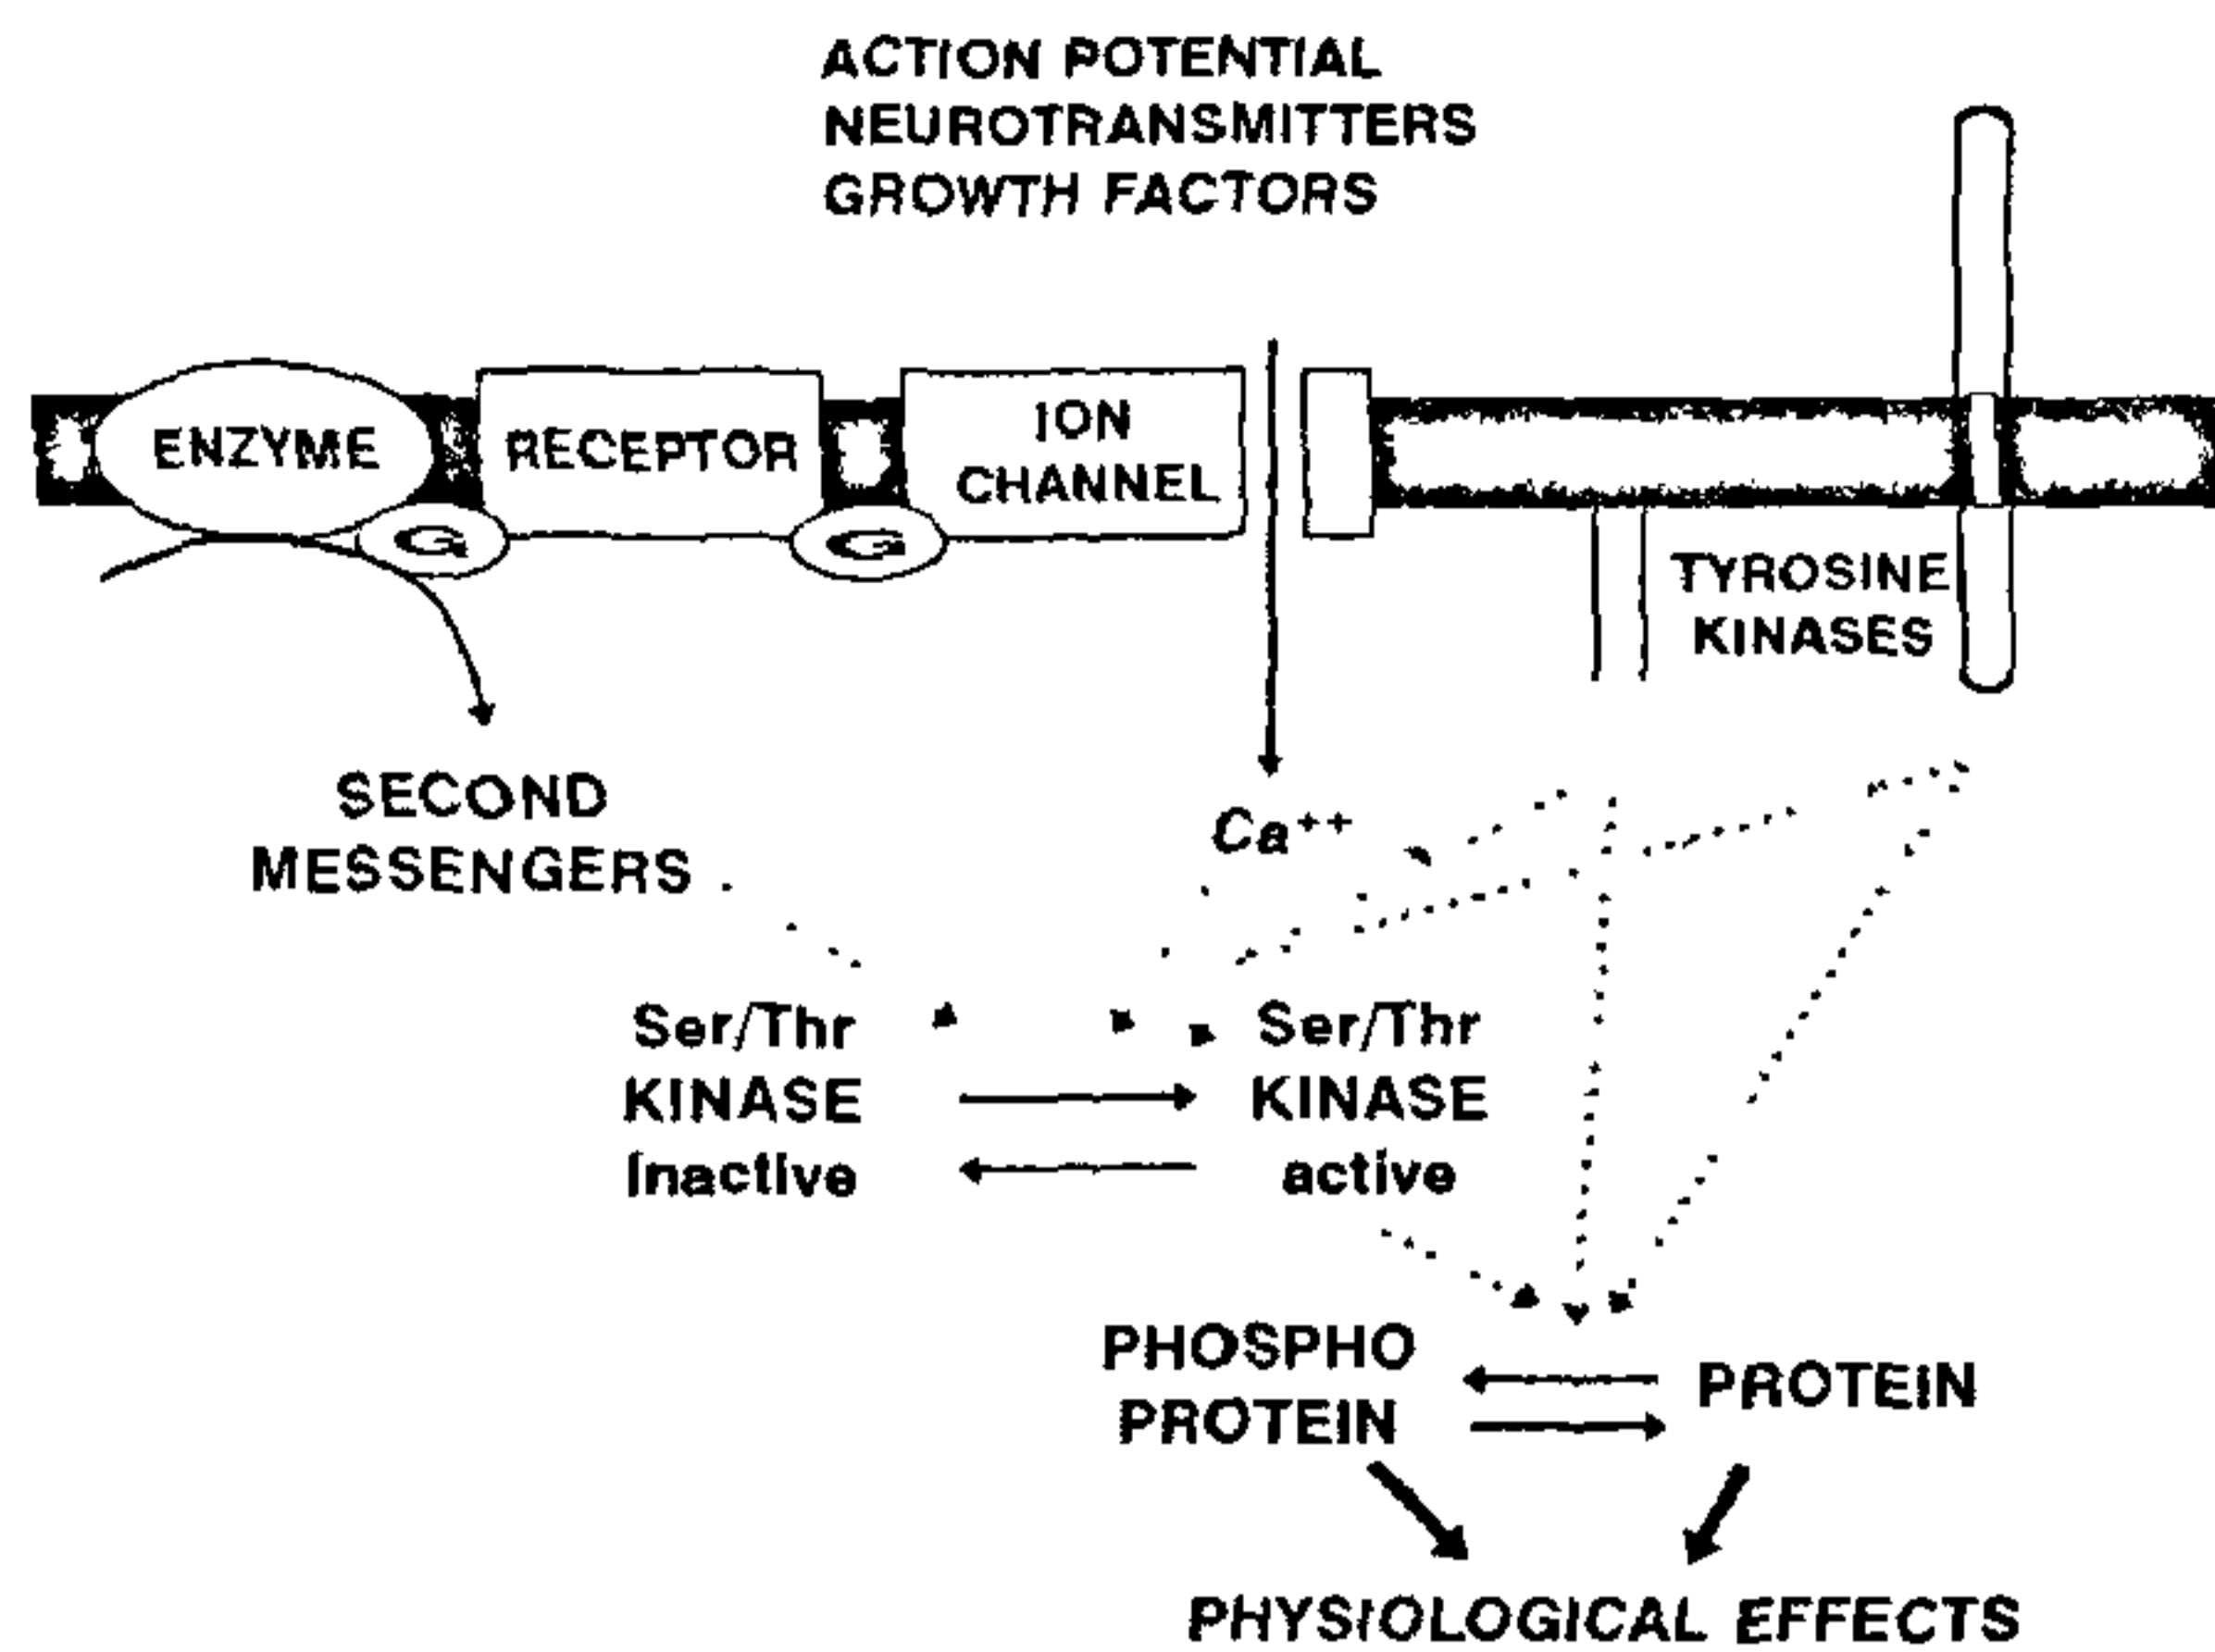 ACTION POTENTIAL
NEUROTRANSMITTERS
GROWTH FACTORS
ENZYME
RECEPTOR
ION
CHANNEL
G
G
TYROSINE
KINASES
SECOND
MESSENGERS
Ca⁺⁺
Ser/Thr
KINASE
Inactive
Ser/Thr
KINASE
active
PHOSPHO
PROTEIN
PROTEIN
PHYSIOLOGICAL EFFECTS